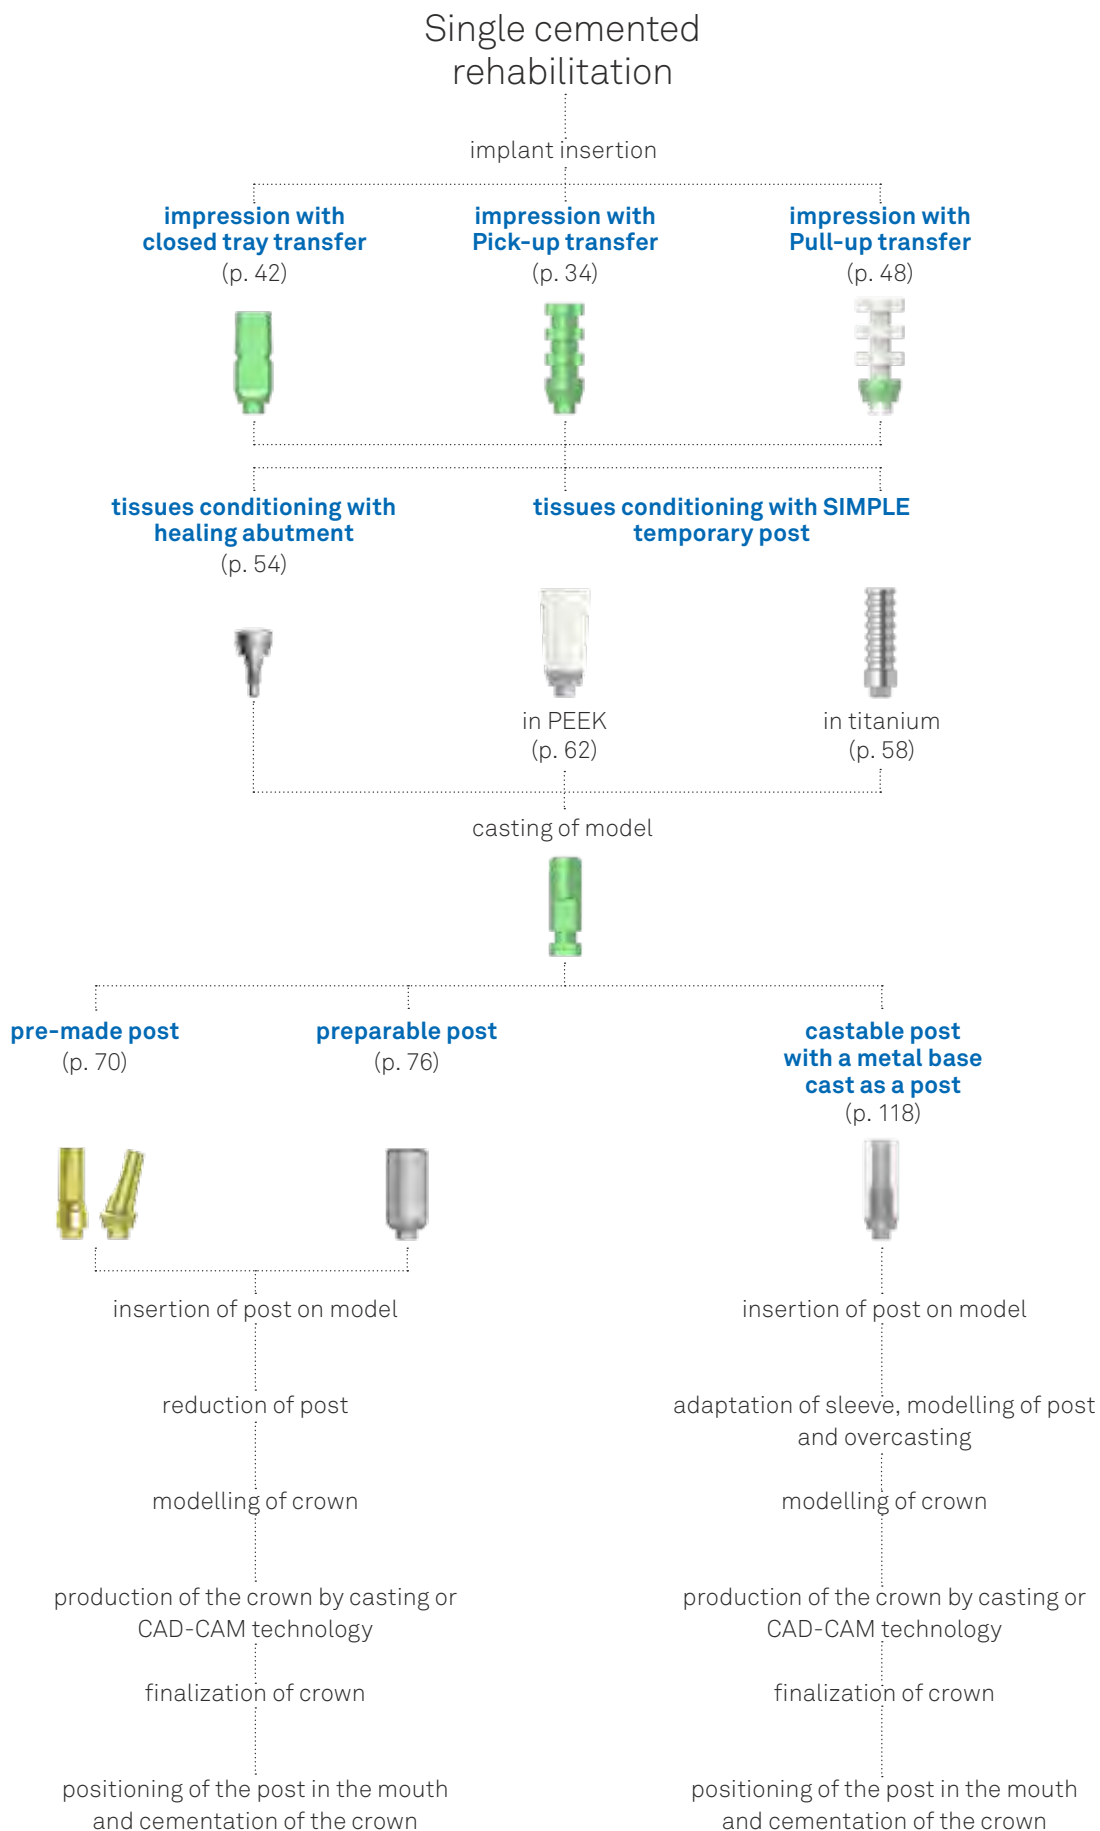 Single cemented
rehabilitation
implant insertion
impression with
closed tray transfer
(p. 42)
impression with
Pick-up transfer
(p. 34)
impression with
Pull-up transfer
(p. 48)
tissues conditioning with
healing abutment
(p. 54)
tissues conditioning with SIMPLE
temporary post
in PEEK
(p. 62)
in titanium
(p. 58)
casting of model
pre-made post
(p. 70)
preparable post
(p. 76)
castable post
with a metal base
cast as a post
(p. 118)
insertion of post on model
reduction of post
modelling of crown
production of the crown by casting or
CAD-CAM technology
finalization of crown
positioning of the post in the mouth
and cementation of the crown
insertion of post on model
adaptation of sleeve, modelling of post
and overcasting
modelling of crown
production of the crown by casting or
CAD-CAM technology
finalization of crown
positioning of the post in the mouth
and cementation of the crown